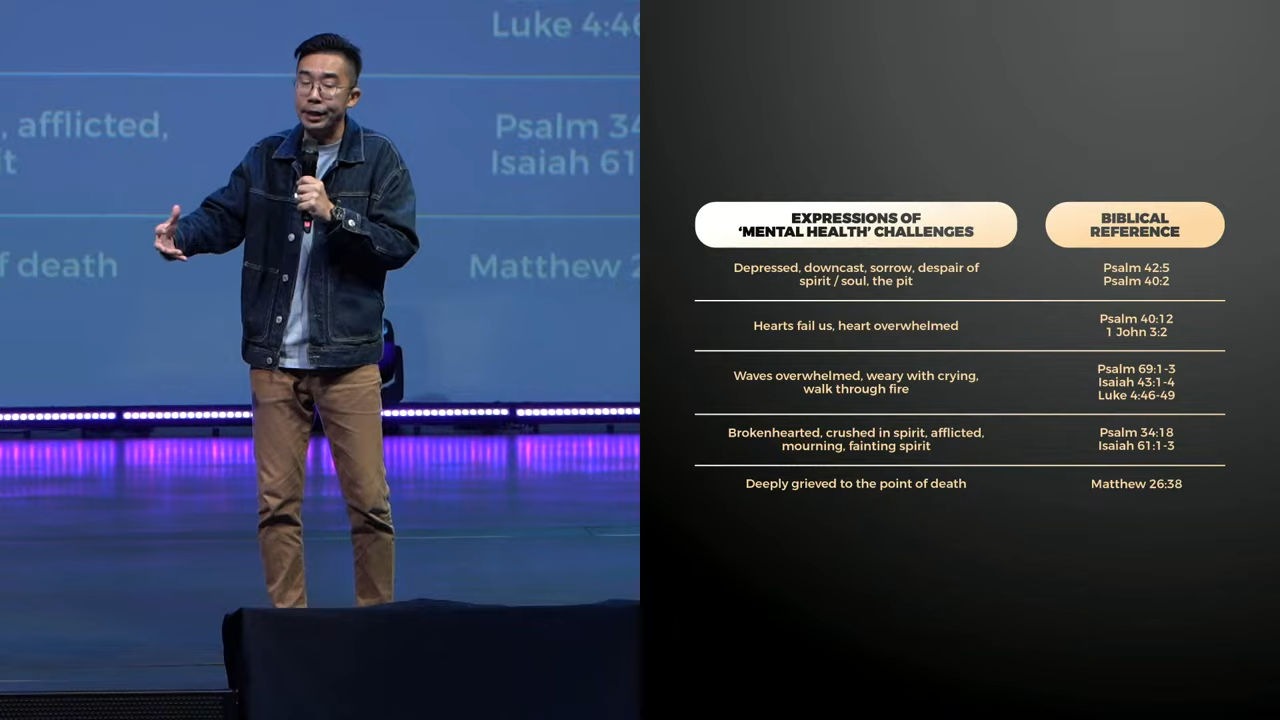 Luke 4:46
, afflicted,
Psalm 34
it
Isaiah 61
f death
Matthew 2
EXPRESSIONS OF
‘MENTAL HEALTH’ CHALLENGES
BIBLICAL
REFERENCE
Depressed, downcast, sorrow, despair of
spirit / soul, the pit
Psalm 42:5
Psalm 40:2
Hearts fail us, heart overwhelmed
Psalm 40:12
1 John 3:2
Waves overwhelmed, weary with crying,
walk through fire
Psalm 69:1-3
Isaiah 43:1-4
Luke 4:46-49
Brokenhearted, crushed in spirit, afflicted,
mourning, fainting spirit
Psalm 34:18
Isaiah 61:1-3
Deeply grieved to the point of death
Matthew 26:38